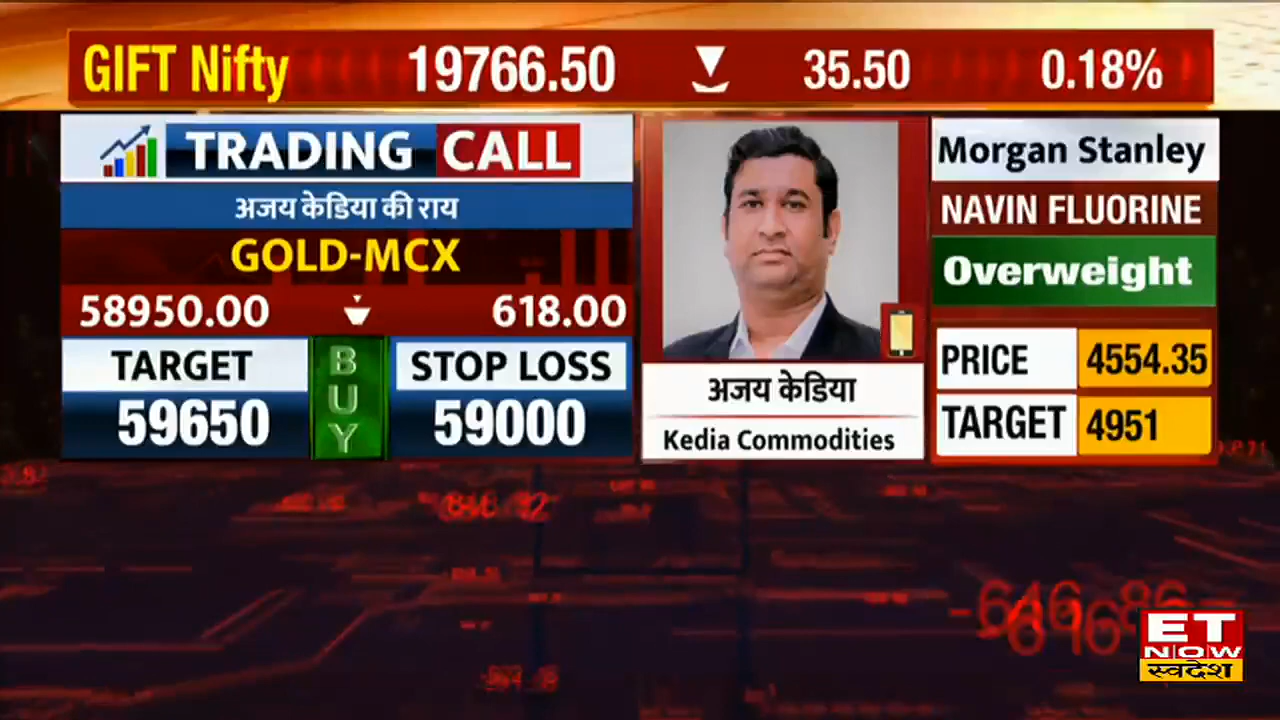 GIFT Nifty 19766.50 35.50 0.18%
TRADING CALL
अजय केडिया की राय
GOLD-MCX
58950.00 618.00
TARGET BUY STOP LOSS
59650 59000
अजय केडिया
Kedia Commodities
Morgan Stanley
NAVIN FLUORINE
Overweight
PRICE 4554.35
TARGET 4951
ET
NOW
स्वदेश